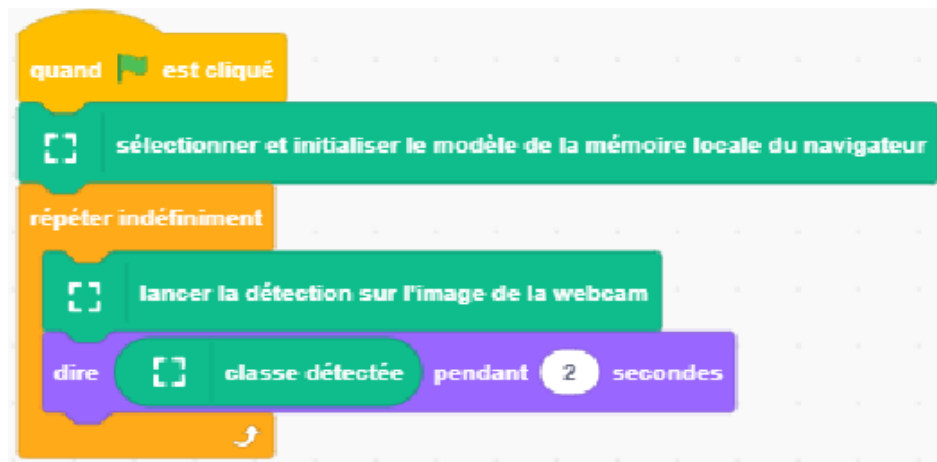 quand est cliqué
sélectionner et initialiser le modèle de la mémoire locale du navigateur
répéter indéfiniment
lancer la détection sur l'image de la webcam
dire classe détectée pendant 2 secondes